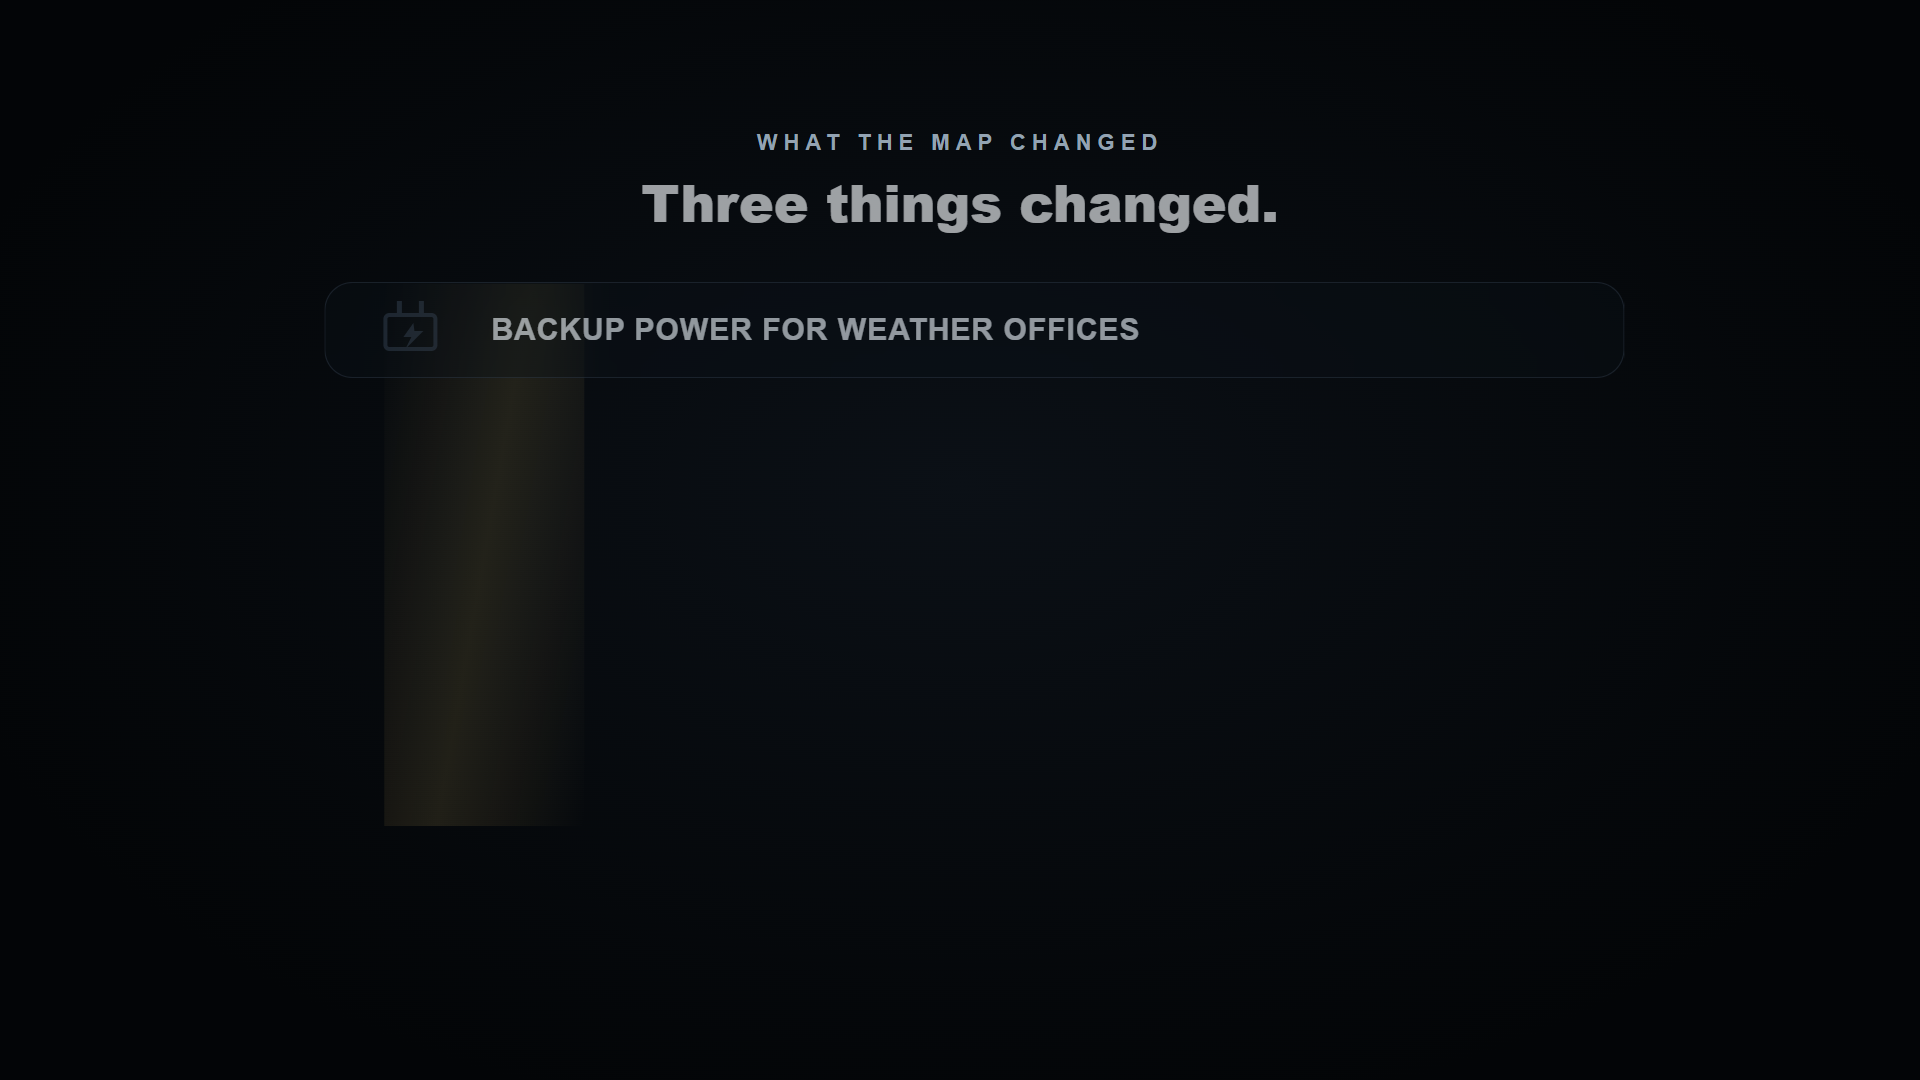 WHAT THE MAP CHANGED
Three things changed.
BACKUP POWER FOR WEATHER OFFICES